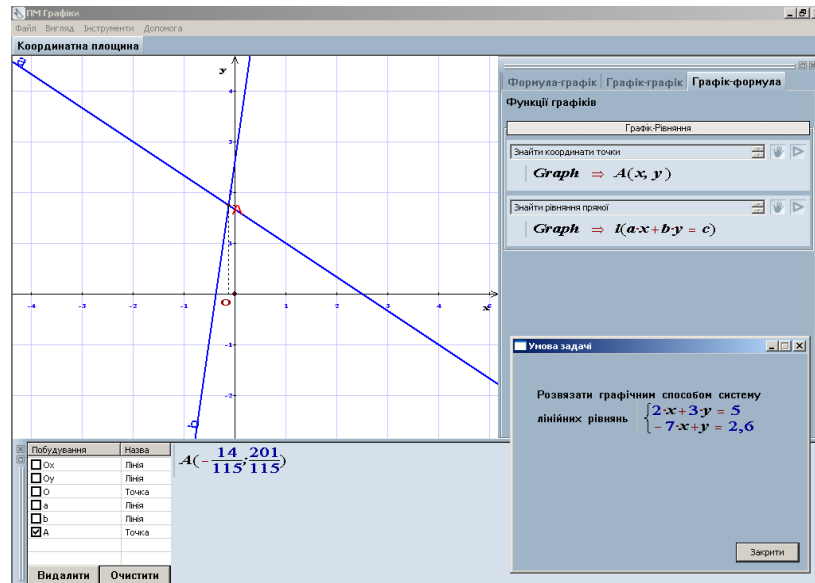 ПМ Графіки
Файл Вигляд Інструменти Допомога
Координатна площина
a
y
4
3
A
1
O
-4 -3 -2 -1 1 2 3 4 5
x
-1
-2
b
Формула-графік Графік-графік Графік-формула
Функції графіків
Графік-Рівняння
Знайти координати точки
Graph ⇒ A(x, y)
Знайти рівняння прямої
Graph ⇒ l(a·x+b·y = c)
Умова задачі
Розвязати графічним способом систему
лінійних рівнянь { 2·x+3·y = 5
-7·x+y = 2,6
Закрити
Побудування Назва
Ox Лінія
Oy Лінія
O Точка
a Лінія
b Лінія
A Точка
Видалити Очистити
A(-14/115; 201/115)